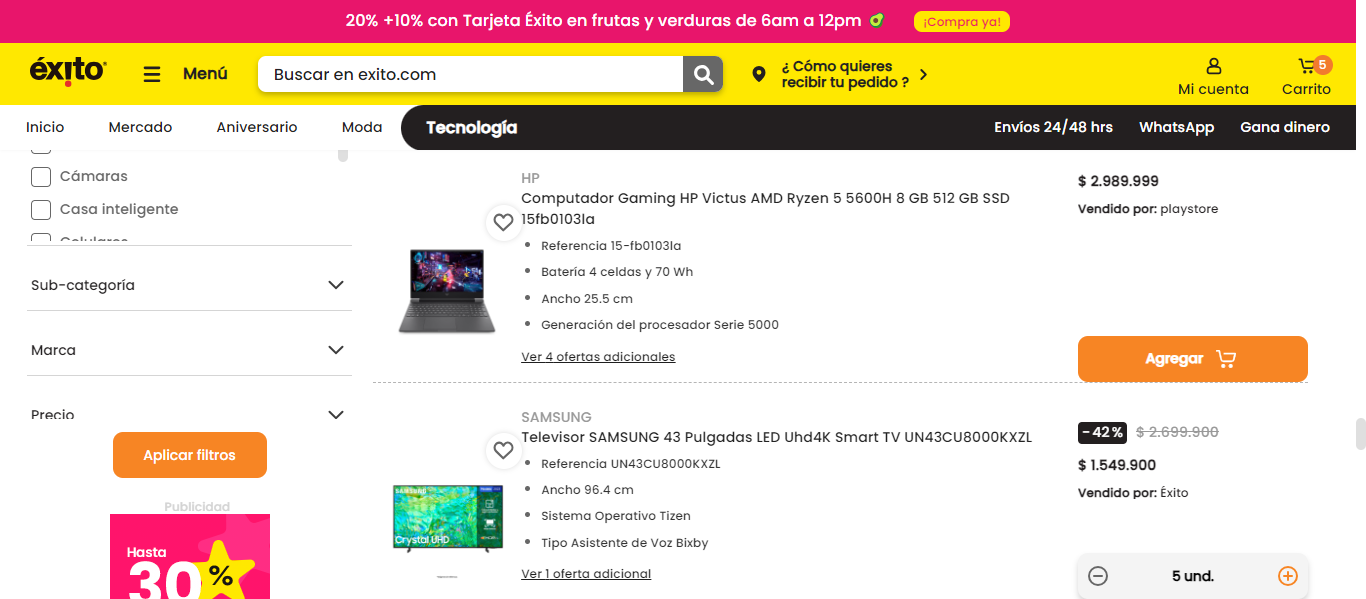 20% +10% con Tarjeta Éxito en frutas y verduras de 6am a 12pm
¡Compra ya!
éxito
Menú
Buscar en exito.com
¿ Cómo quieres
recibir tu pedido ?
Mi cuenta
5
Carrito
Inicio
Mercado
Aniversario
Moda
Tecnología
Envíos 24/48 hrs
WhatsApp
Gana dinero
Cámaras
Casa inteligente
Celulares
Sub-categoría
Marca
Precio
Aplicar filtros
Publicidad
Hasta
30%
HP
Computador Gaming HP Victus AMD Ryzen 5 5600H 8 GB 512 GB SSD
15fb0103la
Referencia 15-fb0103la
Batería 4 celdas y 70 Wh
Ancho 25.5 cm
Generación del procesador Serie 5000
Ver 4 ofertas adicionales
$ 2.989.999
Vendido por: playstore
Agregar
SAMSUNG
Televisor SAMSUNG 43 Pulgadas LED Uhd4K Smart TV UN43CU8000KXZL
Referencia UN43CU8000KXZL
Ancho 96.4 cm
Sistema Operativo Tizen
Tipo Asistente de Voz Bixby
Ver 1 oferta adicional
SAMSUNG
Crystal UHD
-42% $ 2.699.900
$ 1.549.900
Vendido por: Éxito
5 und.